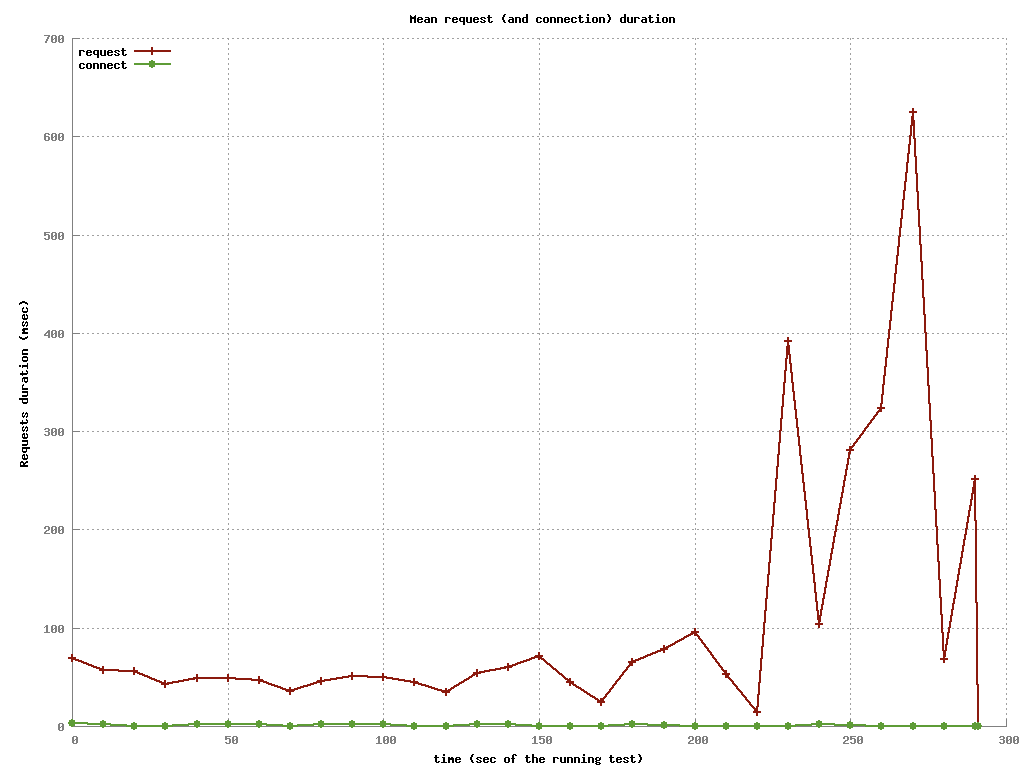 Mean request (and connection) duration
700
request
connect
600
500
400
300
200
100
0
Requests duration (msec)
0 50 100 150 200 250 300
time (sec of the running test)